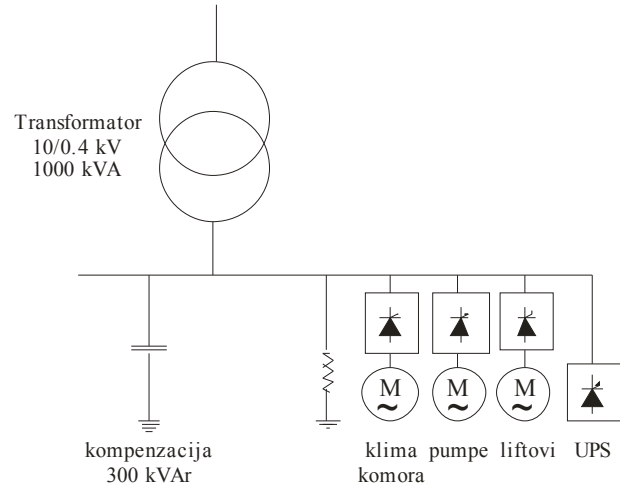 Transformator
10/0.4 kV
1000 kVA
M
~
M
~
M
~
kompenzacija
300 kVAr
klima
komora
pumpe
liftovi
UPS